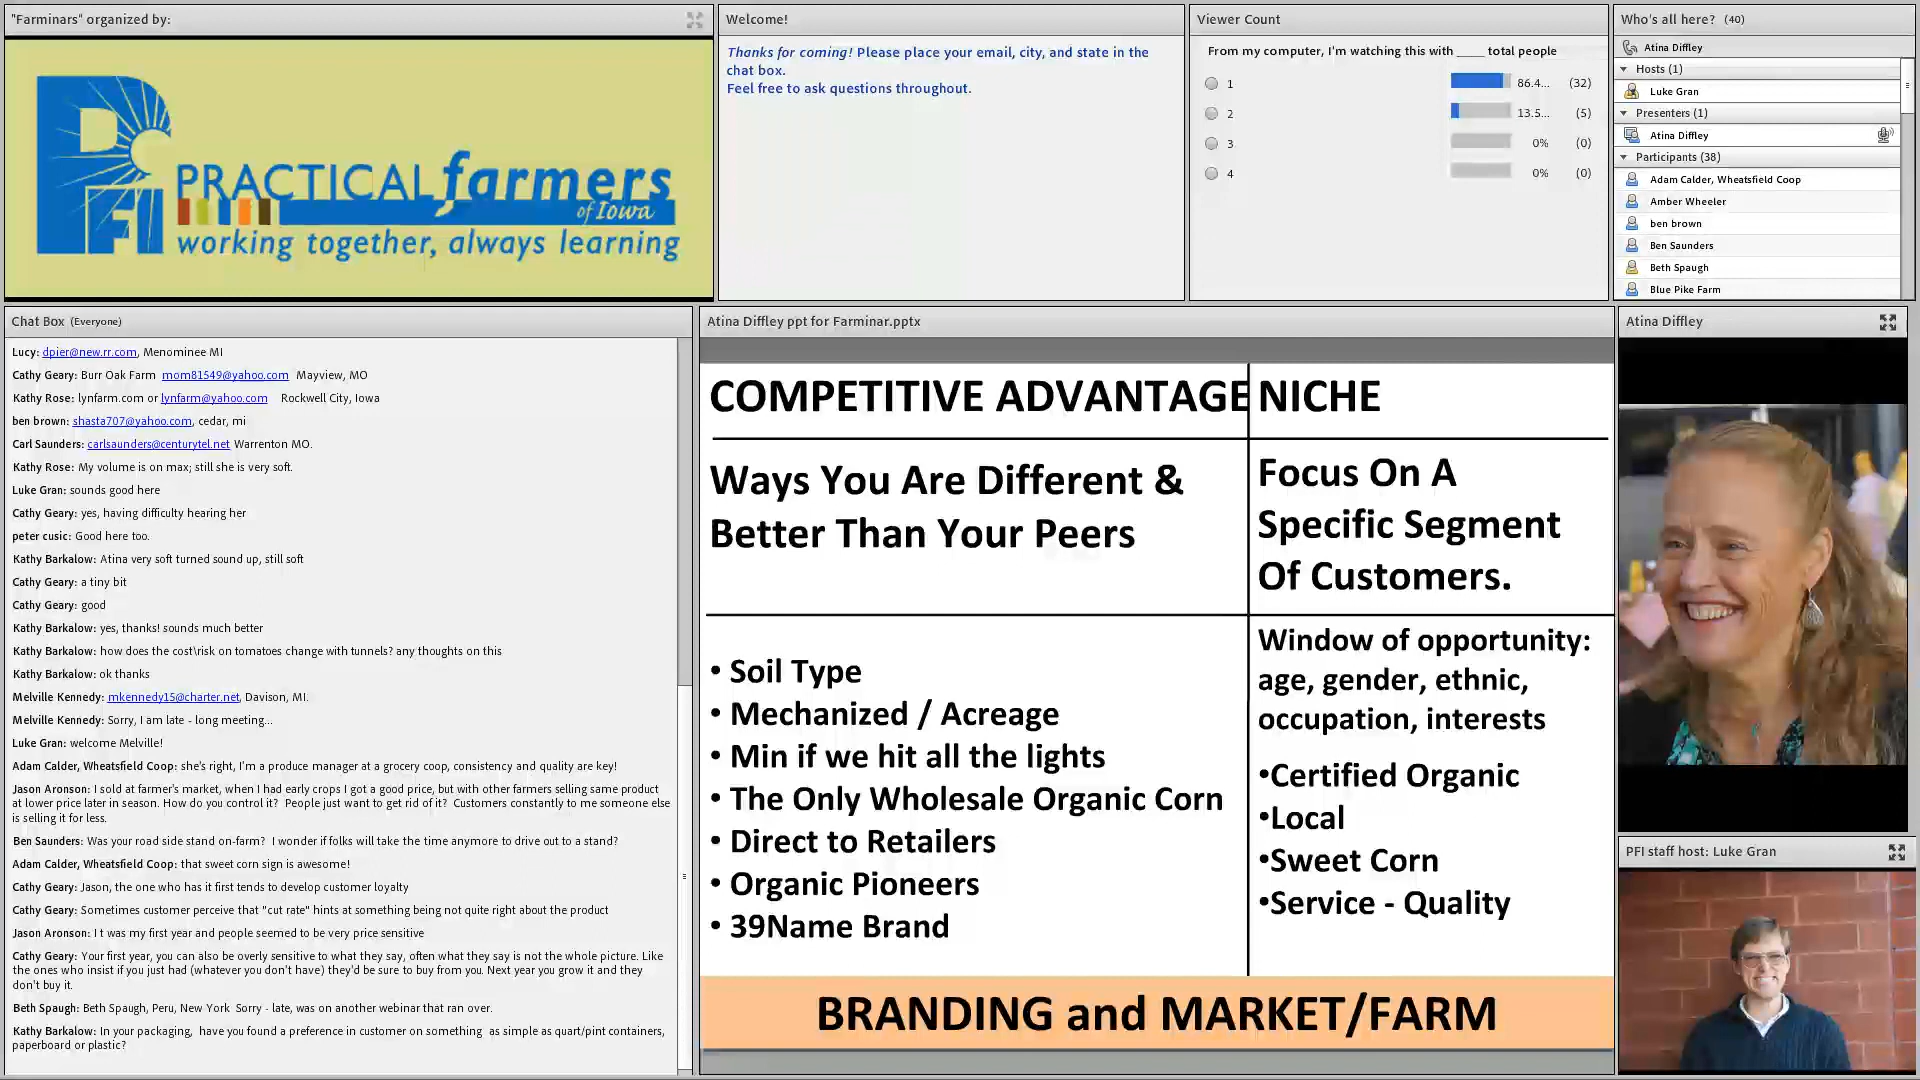 "Farminars" organized by:
PFI
PRACTICAL farmers
of Iowa
working together, always learning
Welcome!
Thanks for coming! Please place your email, city, and state in the
chat box.
Feel free to ask questions throughout.
Viewer Count
From my computer, I'm watching this with ____ total people
1 86.4... (32)
2 13.5... (5)
3 0% (0)
4 0% (0)
Who's all here? (40)
Atina Diffley
Hosts (1)
Luke Gran
Presenters (1)
Atina Diffley
Participants (38)
Adam Calder, Wheatsfield Coop
Amber Wheeler
ben brown
Ben Saunders
Beth Spaugh
Blue Pike Farm
Chat Box (Everyone)
Lucy: dpier@new.rr.com, Menominee MI
Cathy Geary: Burr Oak Farm mom81549@yahoo.com Mayview, MO
Kathy Rose: lynfarm.com or lynfarm@yahoo.com Rockwell City, Iowa
ben brown: shasta707@yahoo.com, cedar, mi
Carl Saunders: carlsaunders@centurytel.net Warrenton MO.
Kathy Rose: My volume is on max; still she is very soft.
Luke Gran: sounds good here
Cathy Geary: yes, having difficulty hearing her
peter cusic: Good here too.
Kathy Barkalow: Atina very soft turned sound up, still soft
Cathy Geary: a tiny bit
Cathy Geary: good
Kathy Barkalow: yes, thanks! sounds much better
Kathy Barkalow: how does the cost\risk on tomatoes change with tunnels? any thoughts on this
Kathy Barkalow: ok thanks
Melville Kennedy: mkennedy15@charter.net, Davison, MI.
Melville Kennedy: Sorry, I am late - long meeting...
Luke Gran: welcome Melville!
Adam Calder, Wheatsfield Coop: she's right, I'm a produce manager at a grocery coop, consistency and quality are key!
Jason Aronson: I sold at farmer's market, when I had early crops I got a good price, but with other farmers selling same product
at lower price later in season. How do you control it? People just want to get rid of it? Customers constantly to me someone else
is selling it for less.
Ben Saunders: Was your road side stand on-farm? I wonder if folks will take the time anymore to drive out to a stand?
Adam Calder, Wheatsfield Coop: that sweet corn sign is awesome!
Cathy Geary: Jason, the one who has it first tends to develop customer loyalty
Cathy Geary: Sometimes customer perceive that "cut rate" hints at something being not quite right about the product
Jason Aronson: I t was my first year and people seemed to be very price sensitive
Cathy Geary: Your first year, you can also be overly sensitive to what they say, often what they say is not the whole picture. Like
the ones who insist if you just had (whatever you don't have) they'd be sure to buy from you. Next year you grow it and they
don't buy it.
Beth Spaugh: Beth Spaugh, Peru, New York Sorry - late, was on another webinar that ran over.
Kathy Barkalow: In your packaging, have you found a preference in customer on something as simple as quart/pint containers,
paperboard or plastic?
Atina Diffley ppt for Farminar.pptx
COMPETITIVE ADVANTAGE
Ways You Are Different &
Better Than Your Peers
• Soil Type
• Mechanized / Acreage
• Min if we hit all the lights
• The Only Wholesale Organic Corn
• Direct to Retailers
• Organic Pioneers
• 39Name Brand
NICHE
Focus On A
Specific Segment
Of Customers.
Window of opportunity:
age, gender, ethnic,
occupation, interests
•Certified Organic
•Local
•Sweet Corn
•Service - Quality
BRANDING and MARKET/FARM
Atina Diffley
PFI staff host: Luke Gran